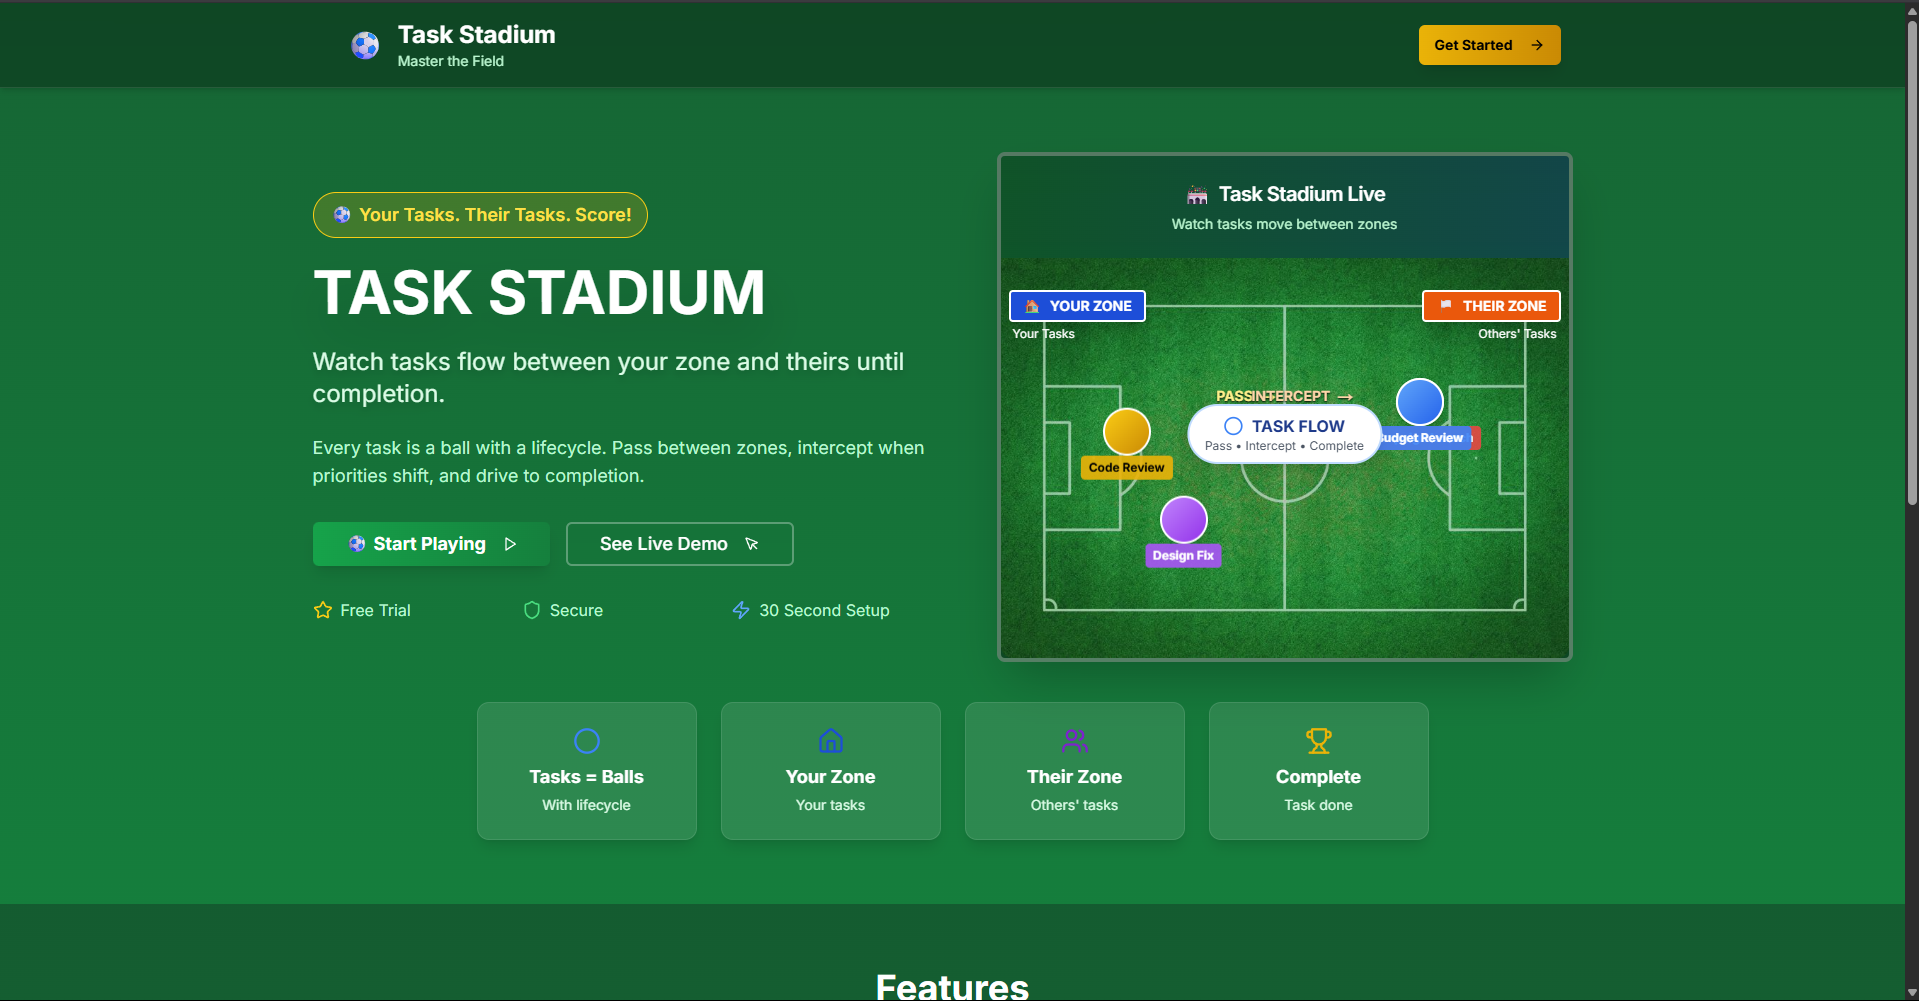 Task Stadium
Master the Field
Get Started
Your Tasks. Their Tasks. Score!
TASK STADIUM
Watch tasks flow between your zone and theirs until
completion.
Every task is a ball with a lifecycle. Pass between zones, intercept when
priorities shift, and drive to completion.
Start Playing
See Live Demo
Free Trial
Secure
30 Second Setup
Task Stadium Live
Watch tasks move between zones
YOUR ZONE
Your Tasks
THEIR ZONE
Others' Tasks
PASS
INTERCEPT →
TASK FLOW
Pass • Intercept • Complete
Code Review
Budget Review
Design Fix
Tasks = Balls
With lifecycle
Your Zone
Your tasks
Their Zone
Others' tasks
Complete
Task done
Features